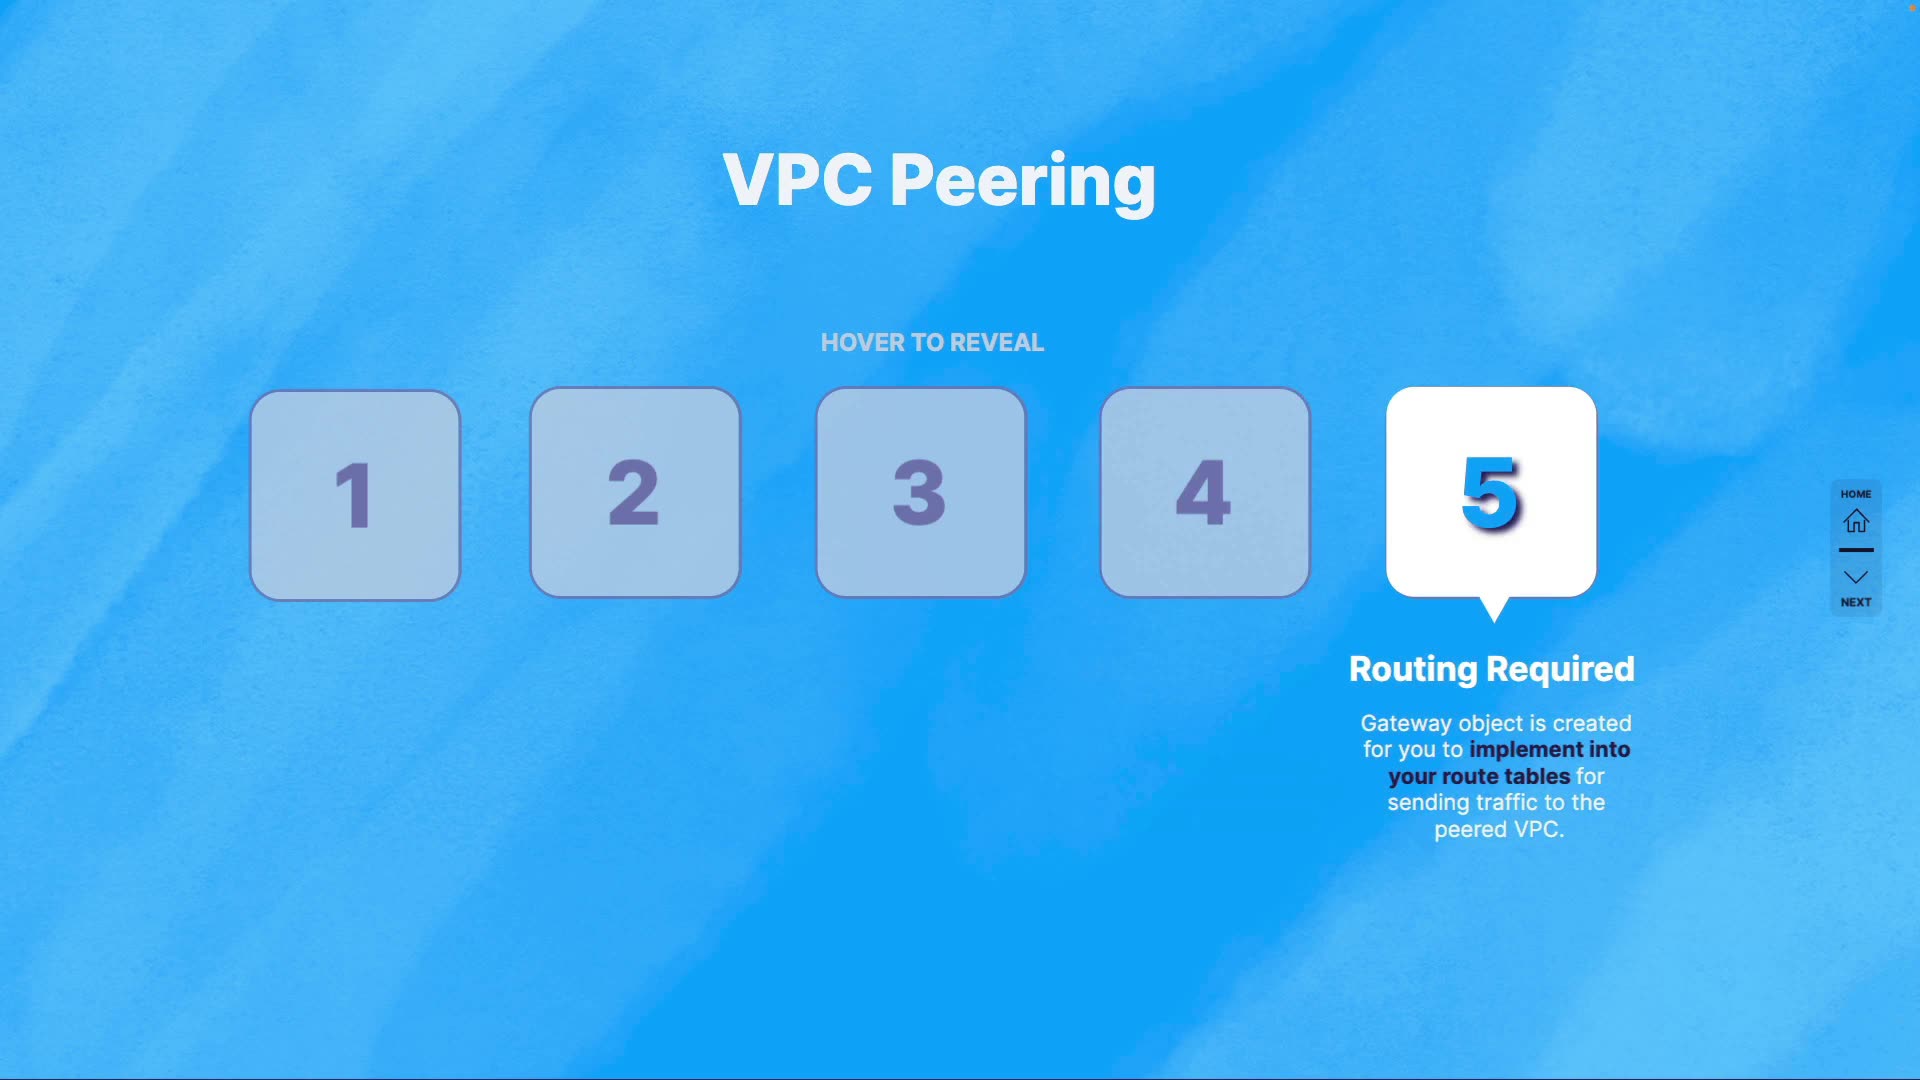 VPC Peering
HOVER TO REVEAL
1
2
3
4
5
Routing Required
Gateway object is created
for you to implement into
your route tables for
sending traffic to the
peered VPC.
HOME
NEXT